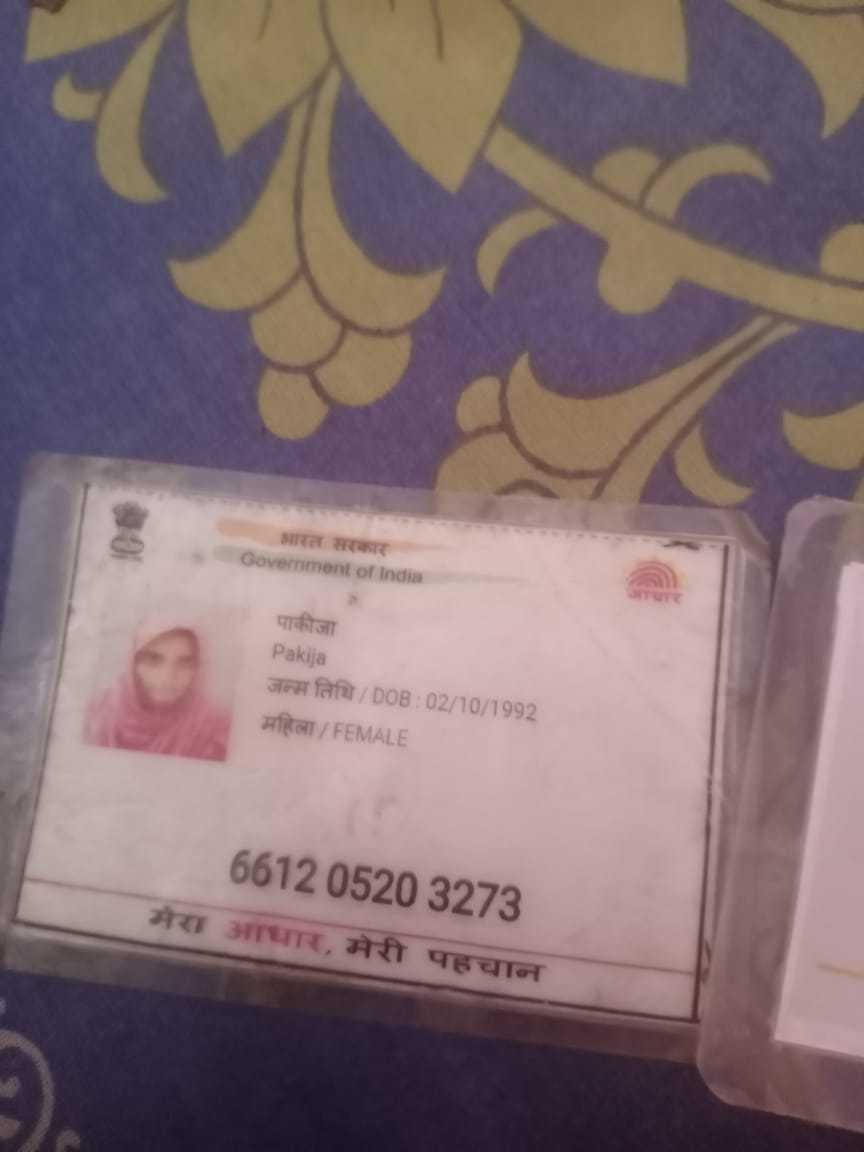 भारत सरकार
Government of India
आधार
पाकीजा
Pakija
जन्म तिथि / DOB : 02/10/1992
महिला / FEMALE
6612 0520 3273
मेरा आधार, मेरी पहचान